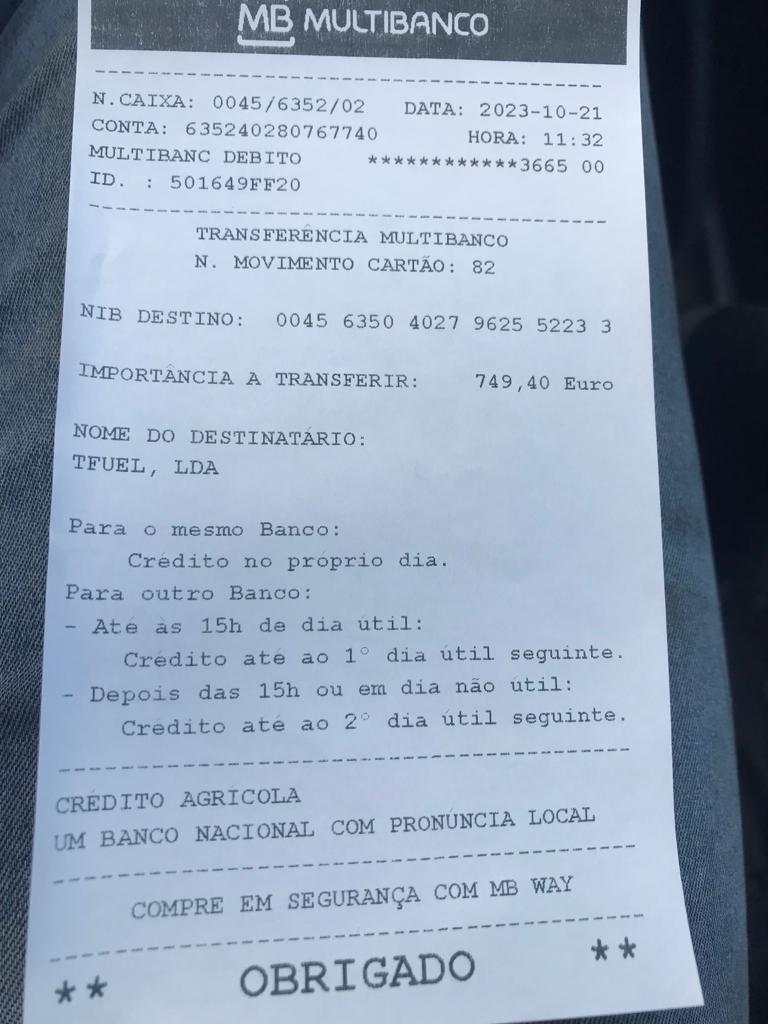 MB MULTIBANCO
N.CAIXA: 0045/6352/02 DATA: 2023-10-21
CONTA: 635240280767740 HORA: 11:32
MULTIBANC DEBITO ************3665 00
ID. : 501649FF20
TRANSFERÊNCIA MULTIBANCO
N. MOVIMENTO CARTÃO: 82
NIB DESTINO: 0045 6350 4027 9625 5223 3
IMPORTÂNCIA A TRANSFERIR: 749,40 Euro
NOME DO DESTINATÁRIO:
TFUEL, LDA
Para o mesmo Banco:
Crédito no próprio dia.
Para outro Banco:
- Até às 15h de dia útil:
Crédito até ao 1º dia útil seguinte.
- Depois das 15h ou em dia não útil:
Crédito até ao 2º dia útil seguinte.
CRÉDITO AGRÍCOLA
UM BANCO NACIONAL COM PRONÚNCIA LOCAL
COMPRE EM SEGURANÇA COM MB WAY
** OBRIGADO **